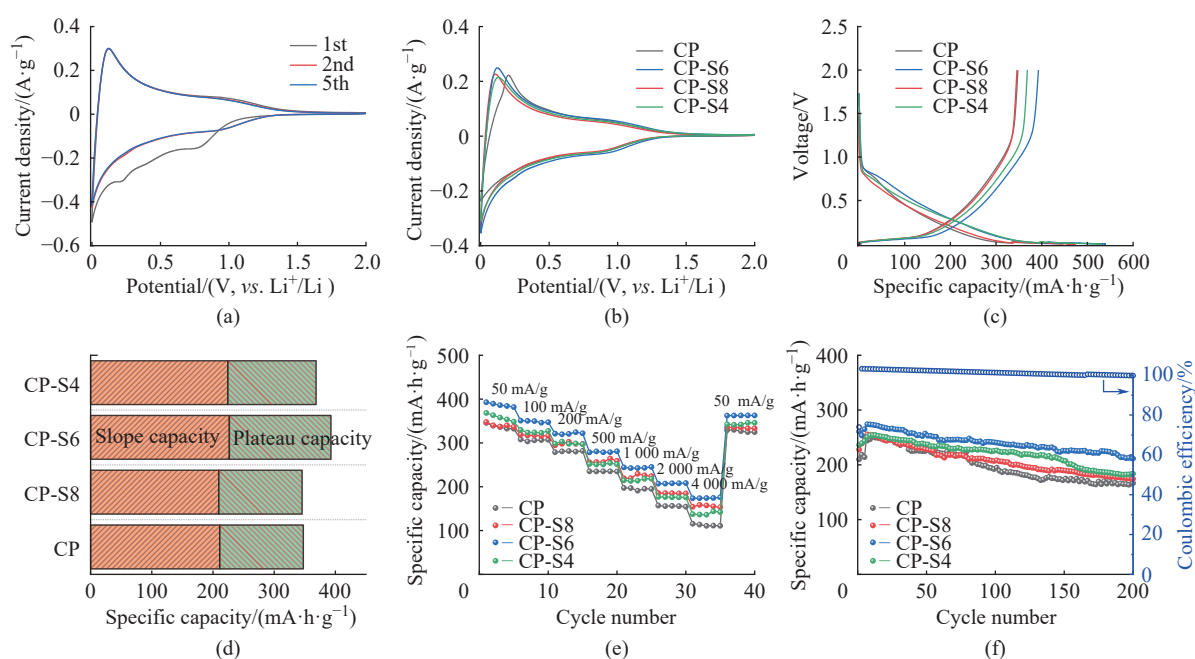 0.4
0.2
0
−0.2
−0.4
−0.6
0
0.5
1.0
1.5
2.0
1st
2nd
5th
Current density/(A·g⁻¹)
Potential/(V, vs. Li⁺/Li )
(a)
0.4
0.2
0
0.2
−0.4
0
0.5
1.0
1.5
2.0
CP
CP-S6
CP-S8
CP-S4
Current density/(A·g⁻¹)
Potential/(V, vs. Li⁺/Li )
(b)
CP
CP-S6
CP-S8
CP-S4
2.5
2.0
1.5
1.0
0.5
0
100
200
300
400
500
600
Voltage/V
Specific capacity/(mA·h·g⁻¹)
(c)
CP-S4
CP-S6
CP-S8
CP
Slope capacity
Plateau capacity
0
100
200
300
400
Specific capacity/(mA·h·g⁻¹)
(d)
500
400
300
200
100
0
10
20
30
40
50 mA/g
100 mA/g
200 mA/g
500 mA/g
1 000 mA/g
2 000 mA/g
4 000 mA/g
50 mA/g
CP
CP-S8
CP-S6
CP-S4
Specific capacity/(mA·h·g⁻¹)
Cycle number
(e)
400
300
200
100
0
50
100
150
200
100
80
60
40
20
0
CP
CP-S8
CP-S6
CP-S4
Specific capacity/(mA·h·g⁻¹)
Coulombic efficiency/%
Cycle number
(f)